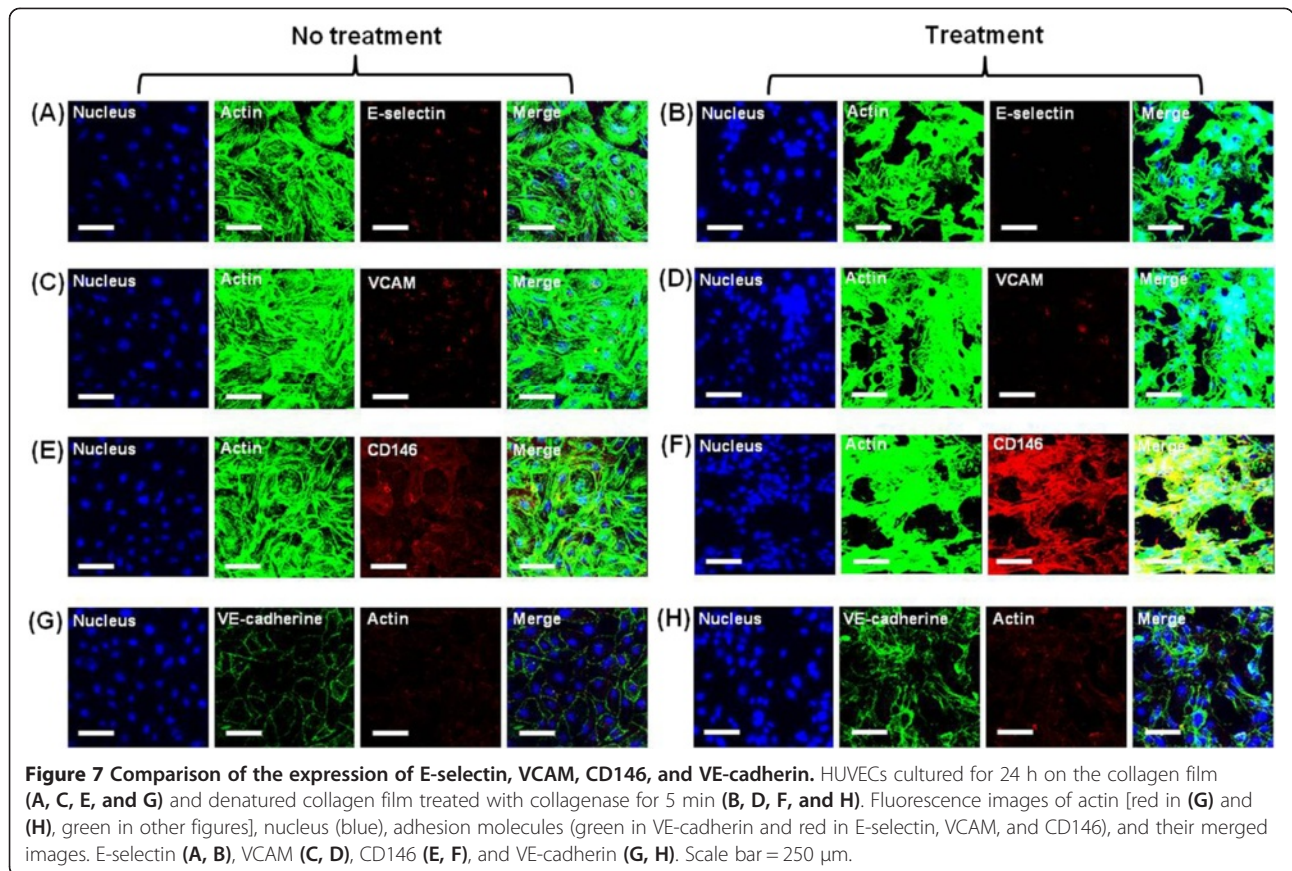 No treatment Treatment
(A) Nucleus Actin E-selectin Merge (B) Nucleus Actin E-selectin Merge
(C) Nucleus Actin VCAM Merge (D) Nucleus Actin VCAM Merge
(E) Nucleus Actin CD146 Merge (F) Nucleus Actin CD146 Merge
(G) Nucleus VE-cadherine Actin Merge (H) Nucleus VE-cadherine Actin Merge
Figure 7 Comparison of the expression of E-selectin, VCAM, CD146, and VE-cadherin. HUVECs cultured for 24 h on the collagen film
(A, C, E, and G) and denatured collagen film treated with collagenase for 5 min (B, D, F, and H). Fluorescence images of actin [red in (G) and
(H), green in other figures], nucleus (blue), adhesion molecules (green in VE-cadherin and red in E-selectin, VCAM, and CD146), and their merged
images. E-selectin (A, B), VCAM (C, D), CD146 (E, F), and VE-cadherin (G, H). Scale bar = 250 μm.